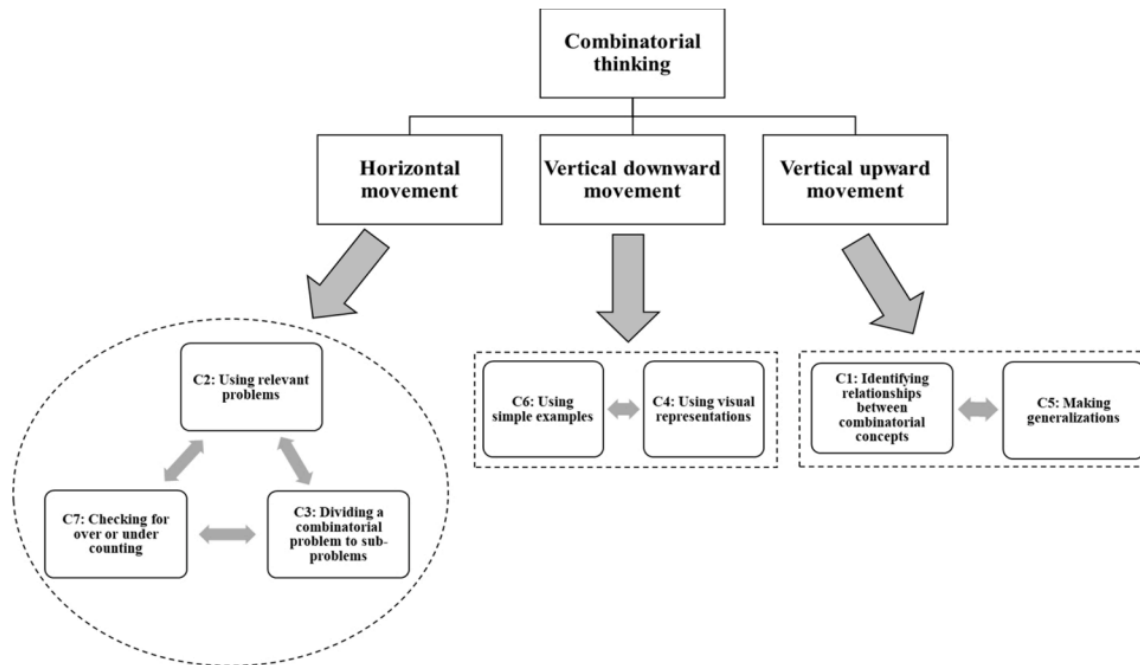 Combinatorial
thinking
Horizontal
movement
Vertical downward
movement
Vertical upward
movement
C2: Using relevant
problems
C7: Checking for
over or under
counting
C3: Dividing a
combinatorial
problem to sub-
problems
C6: Using
simple examples
C4: Using visual
representations
C1: Identifying
relationships
between
combinatorial
concepts
C5: Making
generalizations